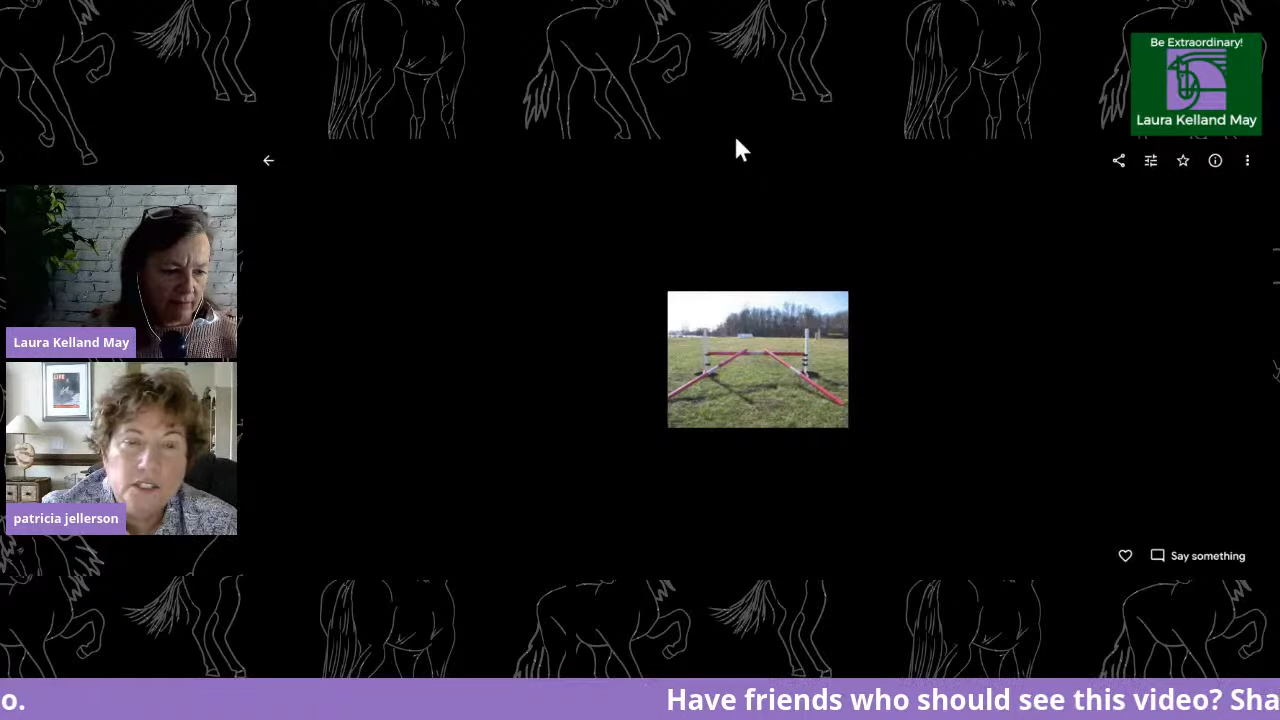 Be Extraordinary!
Laura Kelland May
Laura Kelland May
LIFE
patricia jellerson
Say something
o.
Have friends who should see this video? Sha